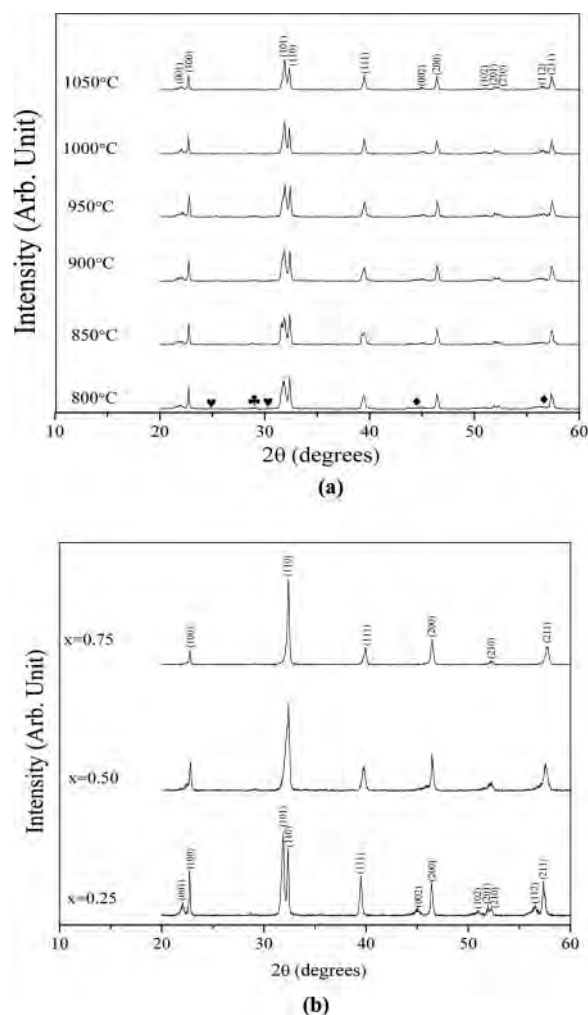 Intensity (Arb. Unit)
1050°C
(001)
(100)
(101)
(110)
(111)
(002)
(200)
(102)
(201)
(210)
(112)
(211)
1000°C
950°C
900°C
850°C
800°C
♥ ♣ ♥ ♦ ♦
10 20 30 40 50 60
2θ (degrees)
(a)
Intensity (Arb. Unit)
x=0.75
(100)
(110)
(111)
(200)
(210)
(211)
x=0.50
x=0.25
(001)
(100)
(101)
(110)
(111)
(002)
(200)
(102)
(201)
(210)
(112)
(211)
10 20 30 40 50 60
2θ (degrees)
(b)